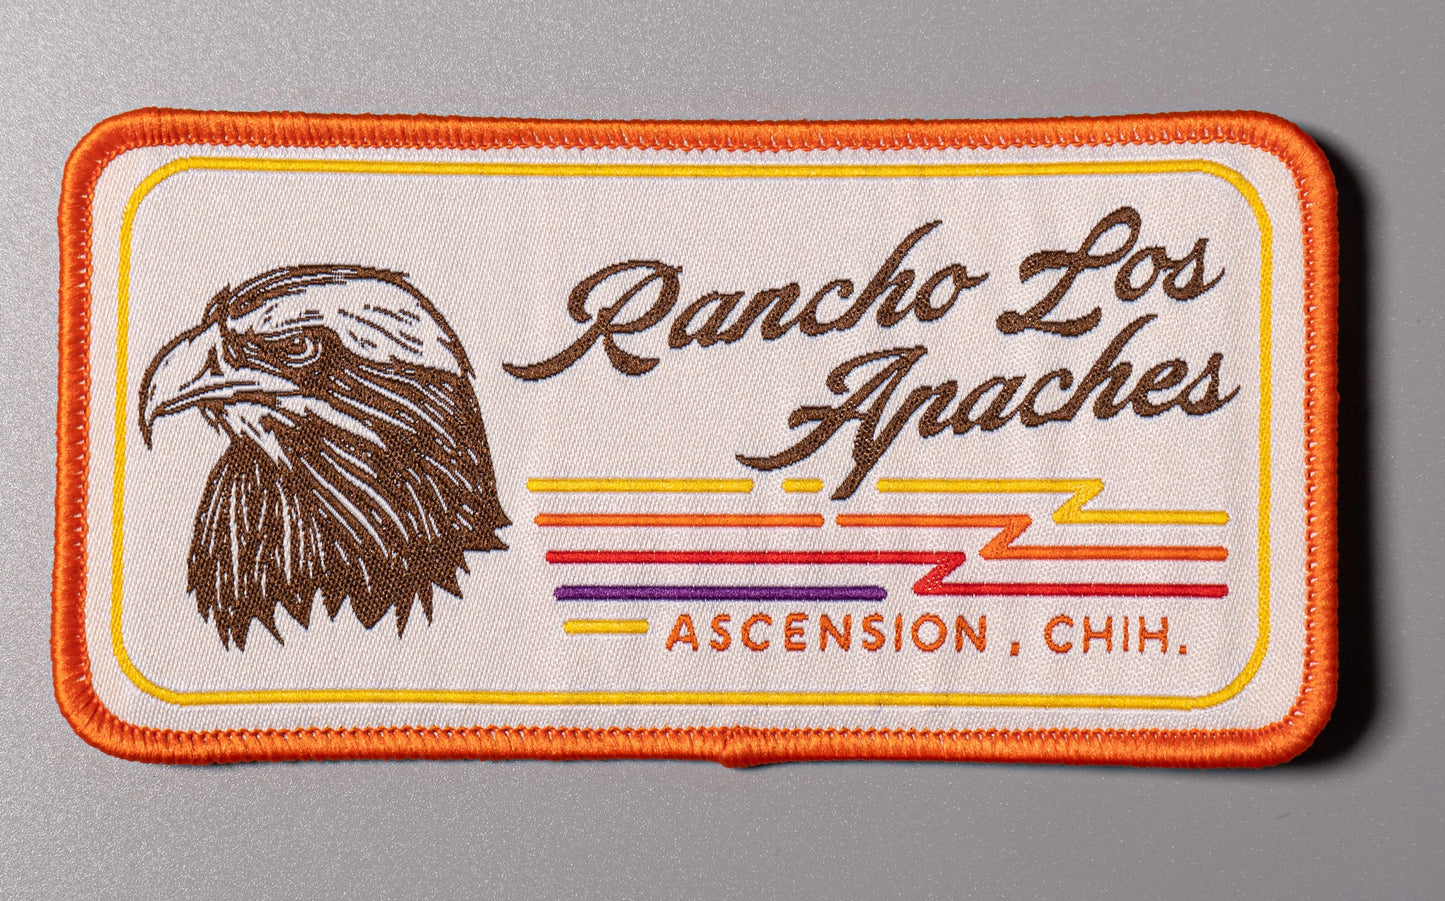 Rancho Los
Apaches
ASCENSION, CHIH.